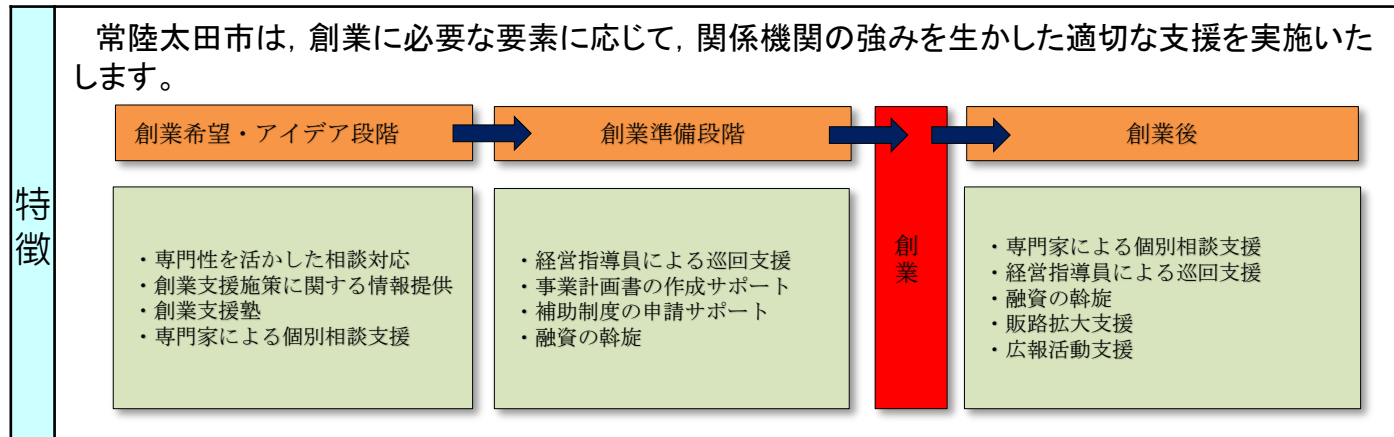 特徴
常陸太田市は，創業に必要な要素に応じて，関係機関の強みを生かした適切な支援を実施いた
します。
創業希望・アイデア段階
創業準備段階
創業
創業後
・専門性を活かした相談対応
・創業支援施策に関する情報提供
・創業支援塾
・専門家による個別相談支援
・経営指導員による巡回支援
・事業計画書の作成サポート
・補助制度の申請サポート
・融資の斡旋
・専門家による個別相談支援
・経営指導員による巡回支援
・融資の斡旋
・販路拡大支援
・広報活動支援